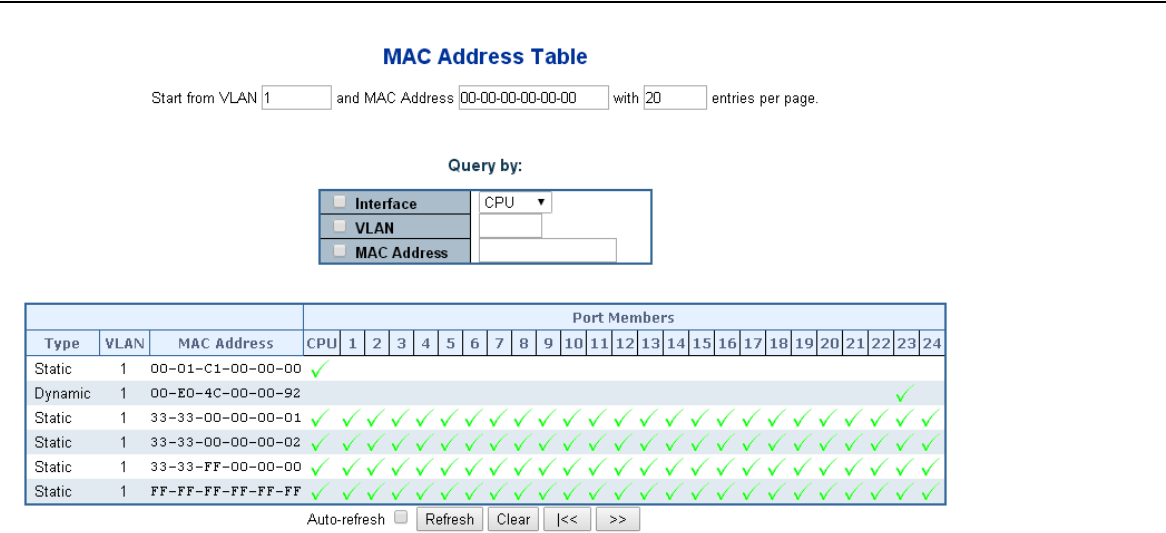 MAC Address Table
Start from VLAN 1 and MAC Address 00-00-00-00-00-00 with 20 entries per page.
Query by:
Interface CPU
VLAN
MAC Address
Port Members
Type VLAN MAC Address CPU 1 2 3 4 5 6 7 8 9 10 11 12 13 14 15 16 17 18 19 20 21 22 23 24
Static 1 00-01-C1-00-00-00
Dynamic 1 00-E0-4C-00-00-92
Static 1 33-33-00-00-00-01
Static 1 33-33-00-00-00-02
Static 1 33-33-FF-00-00-00
Static 1 FF-FF-FF-FF-FF-FF
Auto-refresh Refresh Clear |<< >>